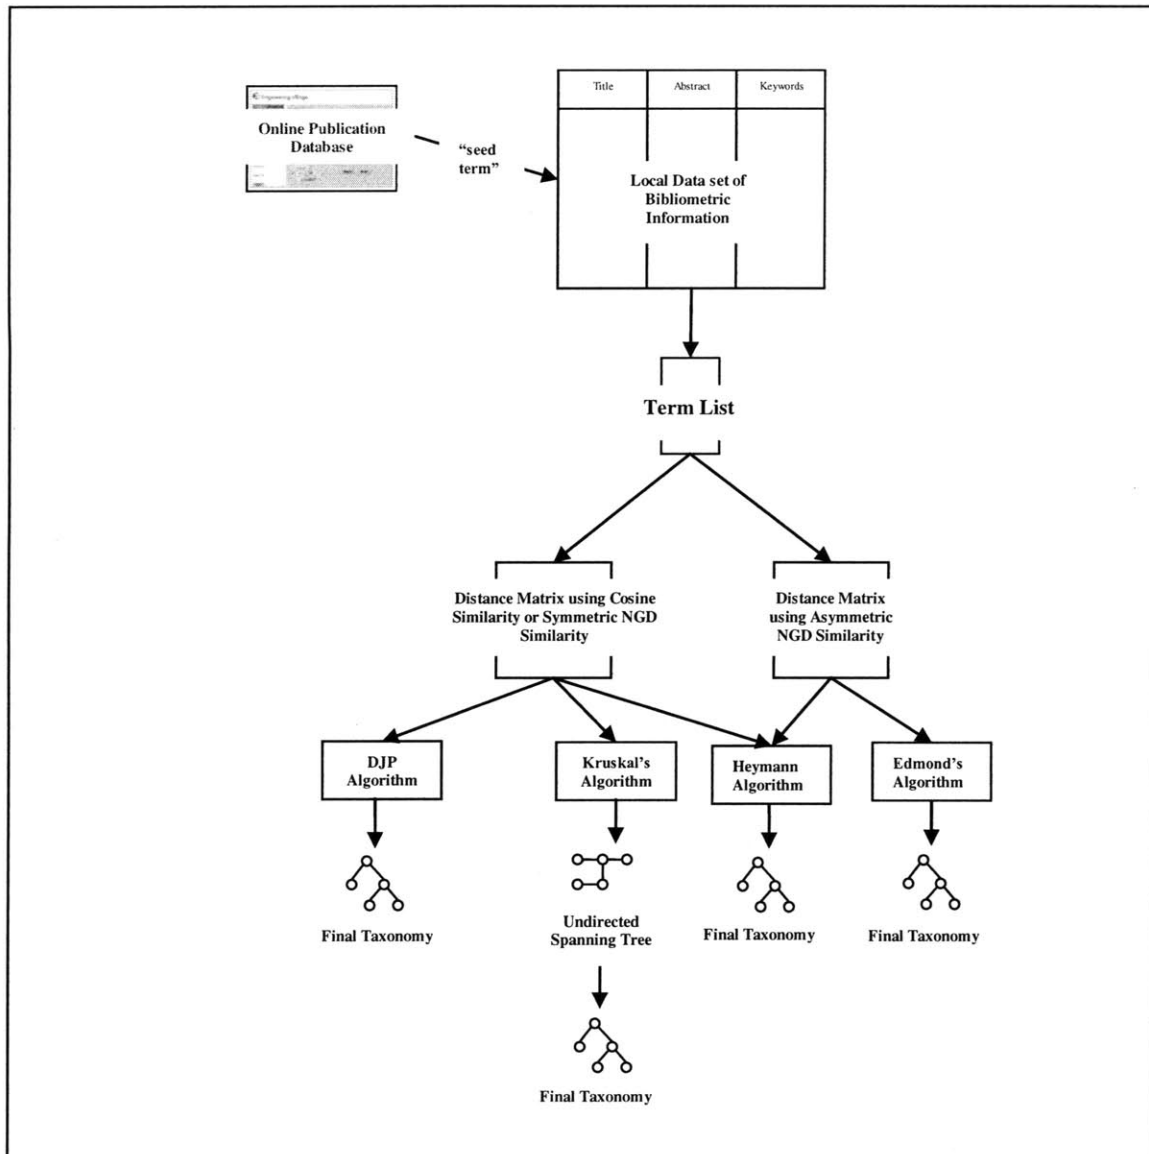 Title Abstract Keywords
Online Publication
Database
“seed
term”
Local Data set of
Bibliometric
Information
Term List
Distance Matrix using Cosine
Similarity or Symmetric NGD
Similarity
Distance Matrix
using Asymmetric
NGD Similarity
DJP
Algorithm
Kruskal’s
Algorithm
Heymann
Algorithm
Edmond’s
Algorithm
Final Taxonomy
Undirected
Spanning Tree
Final Taxonomy
Final Taxonomy
Final Taxonomy